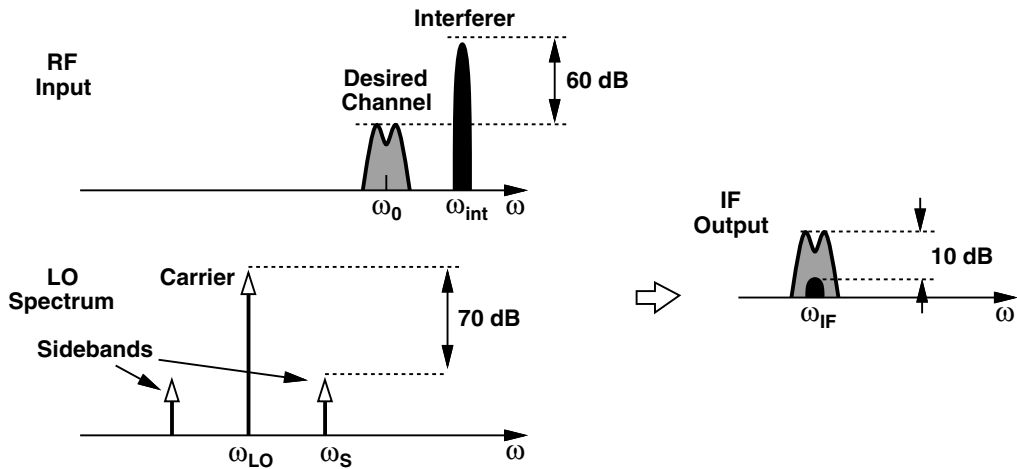 Interferer
RF
Input
Desired
Channel
60 dB
ω0
ωint
ω
LO
Spectrum
Carrier
70 dB
Sidebands
ωLO
ωS
ω
IF
Output
10 dB
ωIF
ω